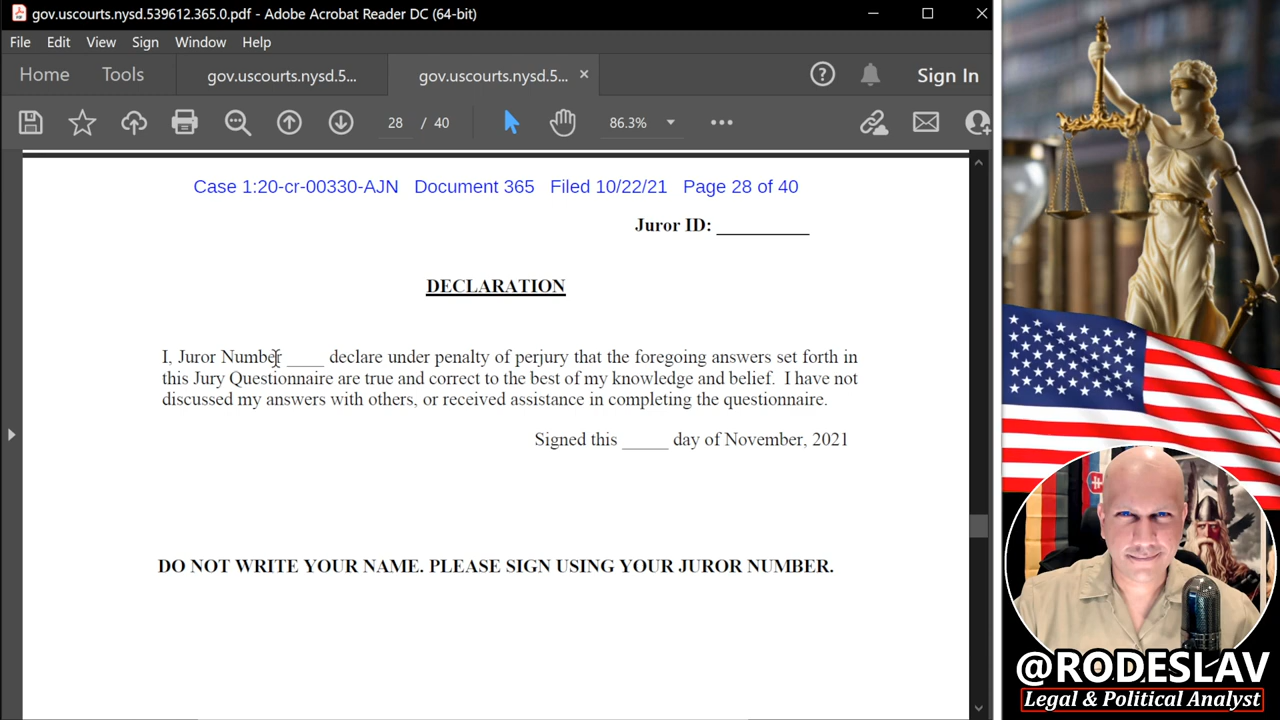 gov.uscourts.nysd.539612.365.0.pdf - Adobe Acrobat Reader DC (64-bit)
File Edit View Sign Window Help
Home Tools gov.uscourts.nysd.5... gov.uscourts.nysd.5... × Sign In
28 / 40 86.3%
Case 1:20-cr-00330-AJN Document 365 Filed 10/22/21 Page 28 of 40
Juror ID: __________
DECLARATION
I, Juror Number ____ declare under penalty of perjury that the foregoing answers set forth in
this Jury Questionnaire are true and correct to the best of my knowledge and belief. I have not
discussed my answers with others, or received assistance in completing the questionnaire.
Signed this _____ day of November, 2021
DO NOT WRITE YOUR NAME. PLEASE SIGN USING YOUR JUROR NUMBER.
@RODESLAV
Legal & Political Analyst